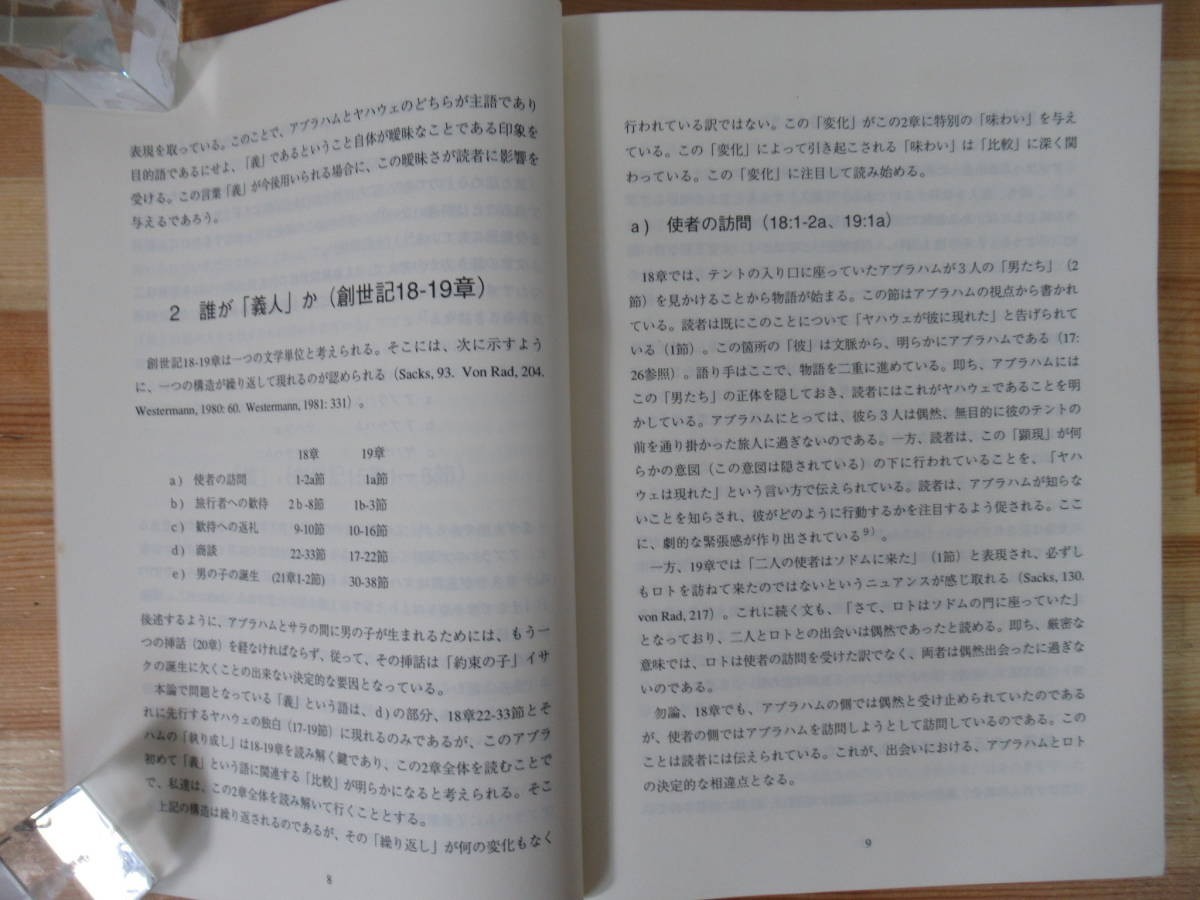 表現を取っている。このことで、アブラハムとヤハウェのどちらが主語であり
目的語であるにせよ、「義」であるということ自体が曖昧なことである印象を
受ける。この言葉「義」が今後用いられる場合に、この曖昧さが読者に影響を
与えるであろう。
2 誰が「義人」か（創世記18-19章）
創世記18-19章は一つの文学単位と考えられる。そこには、次に示すよう
に、一つの構造が繰り返して現れるのが認められる（Sacks, 93. Von Rad, 204.
Westermann, 1980: 60. Westermann, 1981: 331）。
18章 19章
a) 使者の訪問 1-2a節 1a節
b) 旅行者への歓待 2b-8節 1b-3節
c) 歓待への返礼 9-10節 10-16節
d) 商談 22-33節 17-22節
e) 男の子の誕生 (21章1-2節) 30-38節
後述するように、アブラハムとサラの間に男の子が生まれるためには、もう一
つの挿話（20章）を経なければならず、従って、その挿話は「約束の子」イサ
クの誕生に欠くことの出来ない決定的な要因となっている。
本論で問題となっている「義」という語は、d)の部分、18章22-33節とそ
れに先行するヤハウェの独白（17-19節）に現れるのみであるが、このアブラ
ハムの「執り成し」は18-19章を読み解く鍵であり、この2章全体を読むことで
初めて「義」という語に関連する「比較」が明らかになると考えられる。そこ
で、私達は、この2章全体を読み解いて行くこととする。
上記の構造は繰り返されるのであるが、その「繰り返し」が何の変化もなく
8
行われている訳ではない。この「変化」がこの2章に特別の「味わい」を与え
ている。この「変化」によって引き起こされる「味わい」は「比較」に深く関
わっている。この「変化」に注目して読み始める。
a) 使者の訪問（18:1-2a、19:1a）
18章では、テントの入り口に座っていたアブラハムが3人の「男たち」（2
節）を見かけることから物語が始まる。この節はアブラハムの視点から書かれ
ている。読者は既にこのことについて「ヤハウェが彼に現れた」と告げられて
いる（1節）。この箇所の「彼」は文脈から、明らかにアブラハムである（17:
26参照）。語り手はここで、物語を二重に進めている。即ち、アブラハムには
この「男たち」の正体を隠しておき、読者にはこれがヤハウェであることを明
かしている。アブラハムにとっては、彼ら3人は偶然、無目的に彼のテントの
前を通り掛かった旅人に過ぎないのである。一方、読者は、この「顕現」が何
らかの意図（この意図は隠されている）の下に行われていることを、「ヤハ
ウェは現れた」という言い方で伝えられている。読者は、アブラハムが知らな
いことを知らされ、彼がどのように行動するかを注目するよう促される。ここ
に、劇的な緊張感が作り出されている9)。
一方、19章では「二人の使者はソドムに来た」（1節）と表現され、必ずし
もロトを訪ねて来たのではないというニュアンスが感じ取れる（Sacks, 130.
von Rad, 217）。これに続く文も、「さて、ロトはソドムの門に座っていた」
となっており、二人とロトとの出会いは偶然であったと読める。即ち、厳密な
意味では、ロトは使者の訪問を受けた訳でなく、両者は偶然出会ったに過ぎな
いのである。
勿論、18章でも、アブラハムの側では偶然と受け止められていたのである
が、使者の側ではアブラハムを訪問しようとして訪問しているのである。この
ことは読者には伝えられている。これが、出会いにおける、アブラハムとロト
の決定的な相違点となる。
9